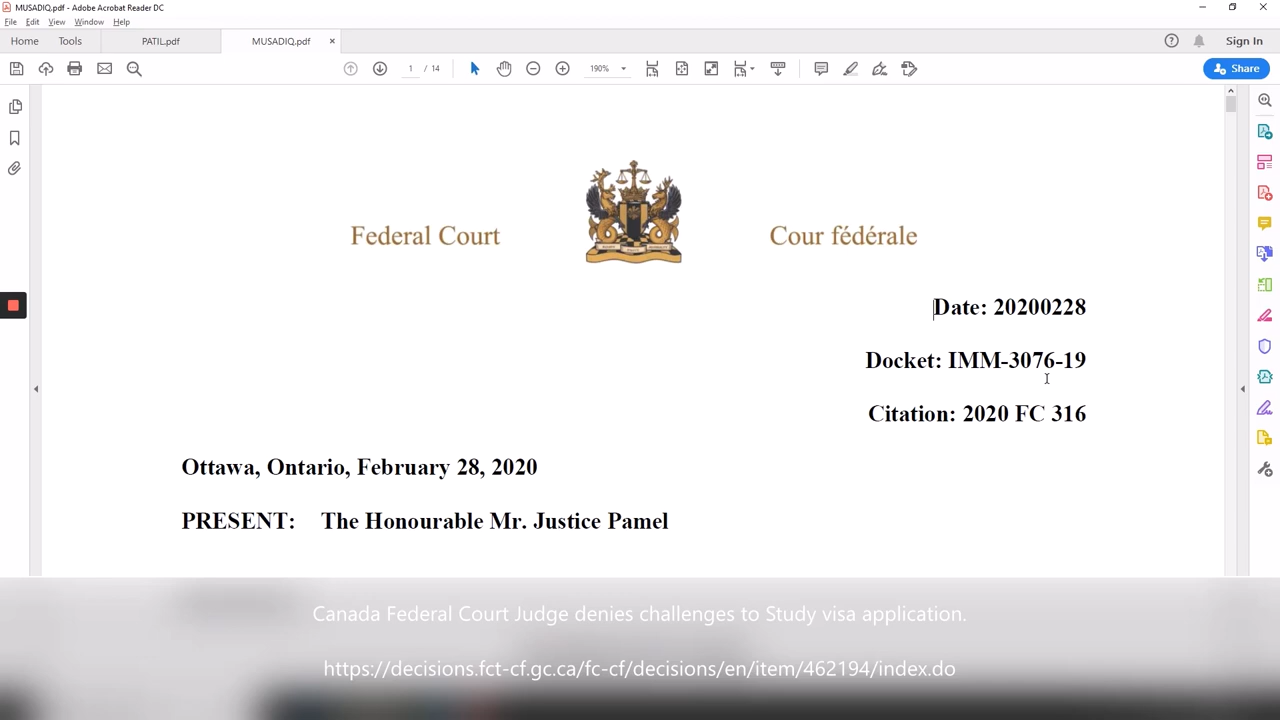 MUSADIQ.pdf - Adobe Acrobat Reader DC
File Edit View Window Help
Home Tools PATIL.pdf MUSADIQ.pdf × Sign In
1 / 14 190% Share
Federal Court Cour fédérale
Date: 20200228
Docket: IMM-3076-19
Citation: 2020 FC 316
Ottawa, Ontario, February 28, 2020
PRESENT: The Honourable Mr. Justice Pamel
Canada Federal Court Judge denies challenges to Study visa application.
https://decisions.fct-cf.gc.ca/fc-cf/decisions/en/item/462194/index.do